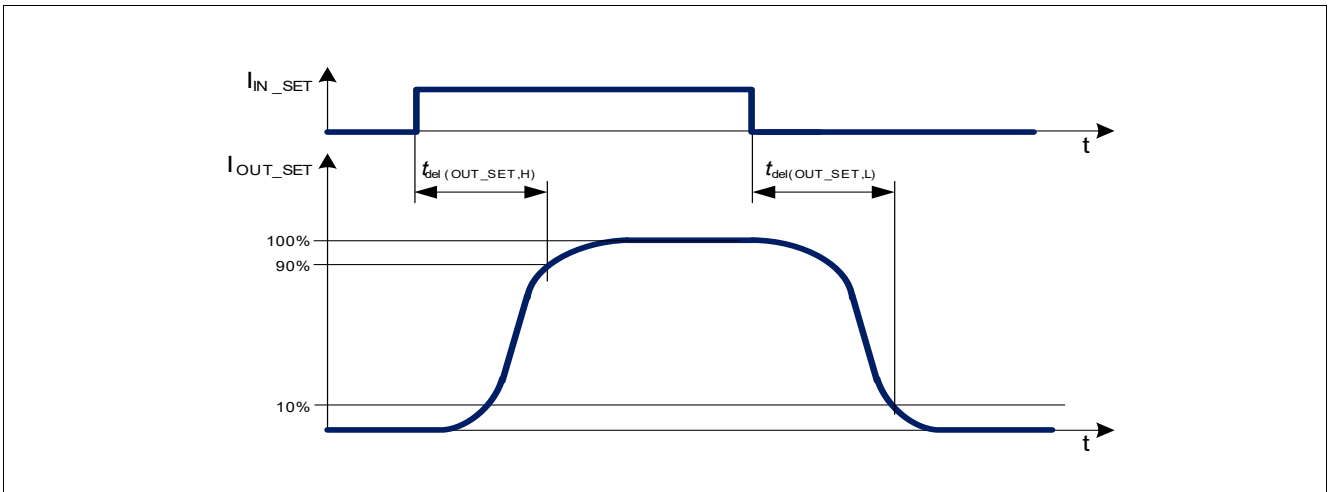 IIN_SET
t
IOUT_SET
tdel(OUT_SET,H)
tdel(OUT_SET,L)
100%
90%
10%
t